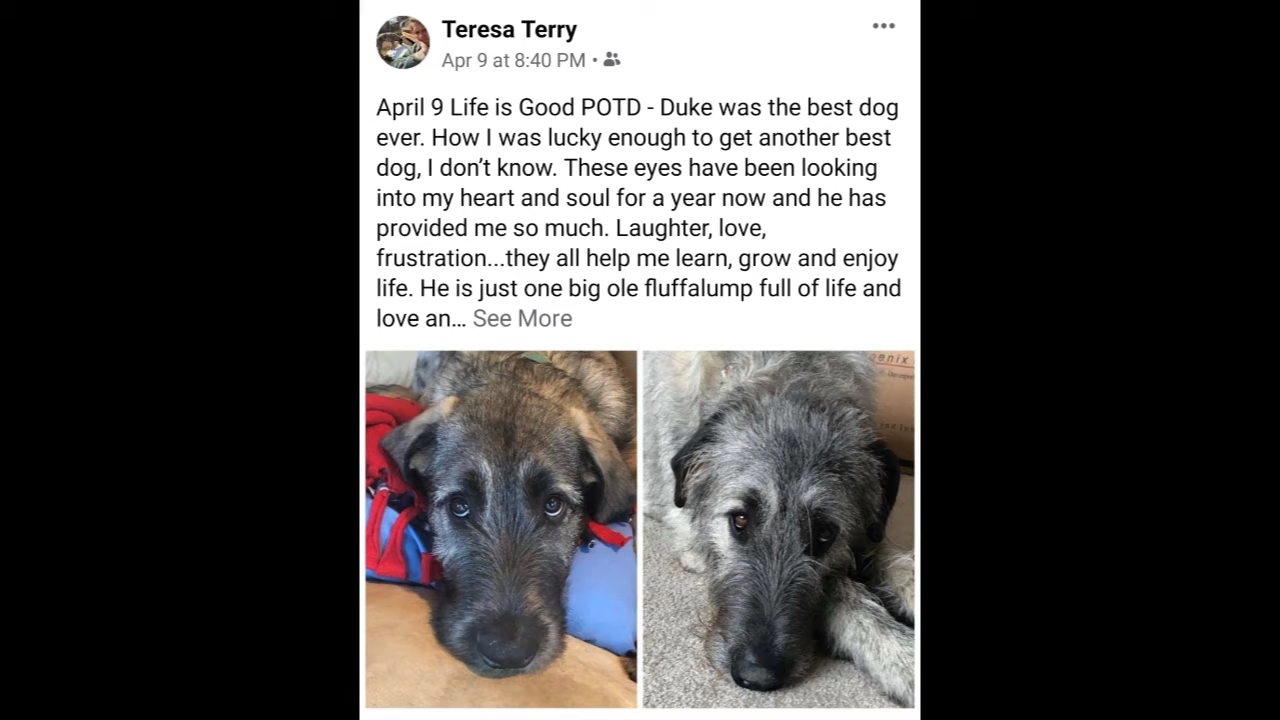 Teresa Terry
Apr 9 at 8:40 PM •
April 9 Life is Good POTD - Duke was the best dog
ever. How I was lucky enough to get another best
dog, I don’t know. These eyes have been looking
into my heart and soul for a year now and he has
provided me so much. Laughter, love,
frustration...they all help me learn, grow and enjoy
life. He is just one big ole fluffalump full of life and
love an... See More